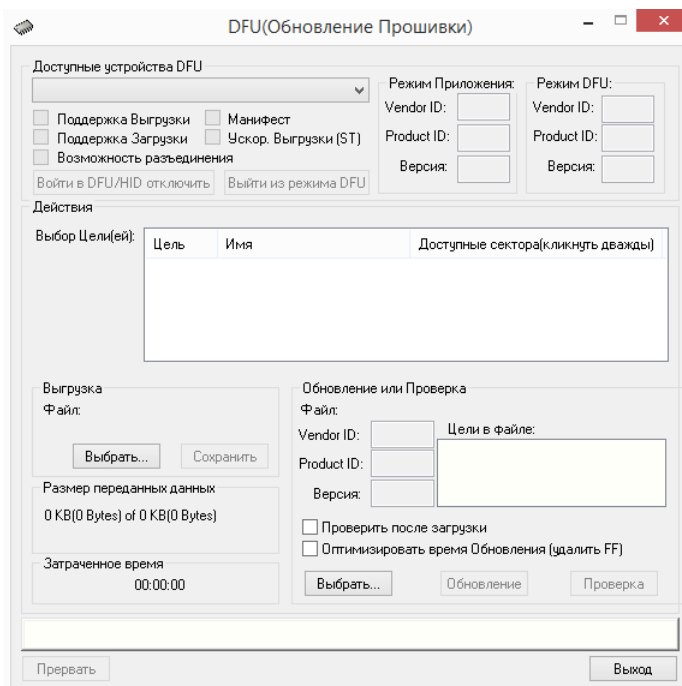 DFU(Обновление Прошивки)
Доступные устройства DFU
Режим Приложения:
Режим DFU:
Vendor ID:
Vendor ID:
Поддержка Выгрузки
Манифест
Поддержка Загрузки
Ускор. Выгрузки (ST)
Product ID:
Product ID:
Возможность разъединения
Версия:
Версия:
Войти в DFU/HID отключить
Выйти из режима DFU
Действия
Выбор Цели(ей):
Цель
Имя
Доступные сектора(кликнуть дважды)
Выгрузка
Файл:
Выбрать...
Сохранить
Размер переданных данных
0 KB(0 Bytes) of 0 KB(0 Bytes)
Затраченное время
00:00:00
Обновление или Проверка
Файл:
Vendor ID:
Цели в файле:
Product ID:
Версия:
Проверить после загрузки
Оптимизировать время Обновления (удалить FF)
Выбрать...
Обновление
Проверка
Прервать
Выход